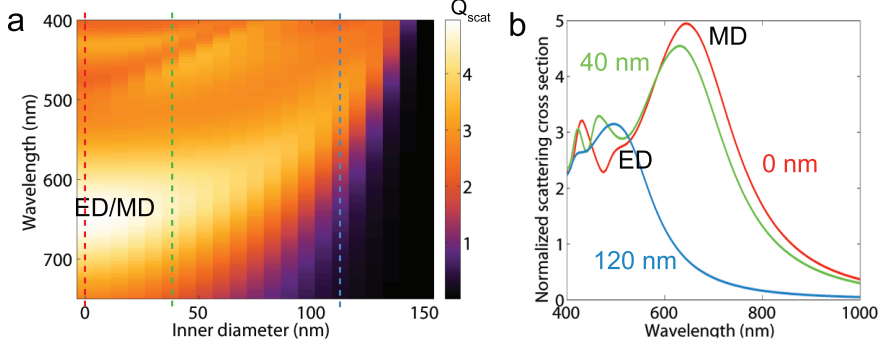 a
Q_scat
400
500
600
700
Wavelength (nm)
ED/MD
0
50
100
150
Inner diameter (nm)
4
3
2
1
b
5
4
3
2
1
0
Normalized scattering cross section
40 nm
MD
ED
0 nm
120 nm
400
600
800
1000
Wavelength (nm)